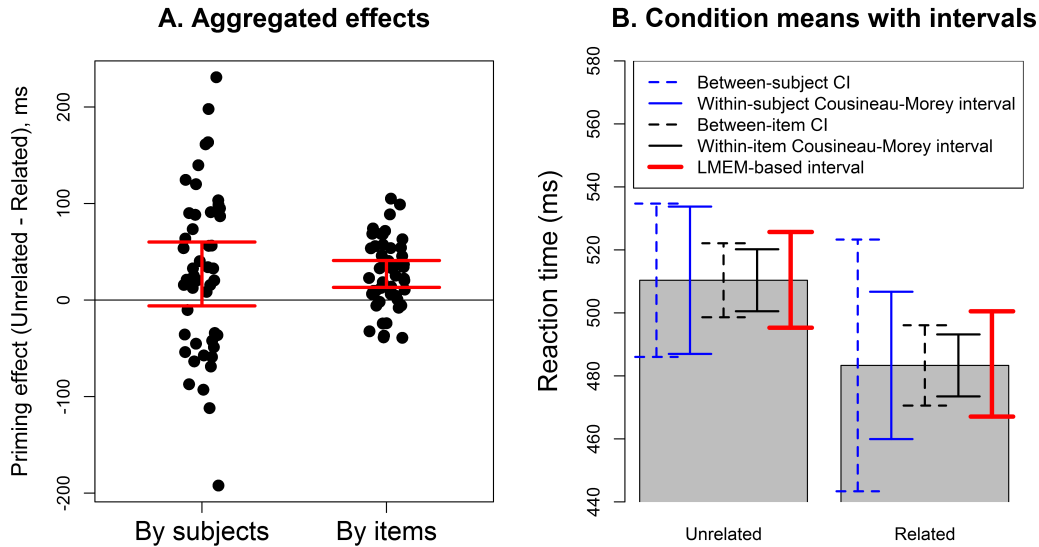 A. Aggregated effects
Priming effect (Unrelated - Related), ms
200
100
0
-100
-200
By subjects
By items
B. Condition means with intervals
Reaction time (ms)
580
560
540
520
500
480
460
440
Between-subject CI
Within-subject Cousineau-Morey interval
Between-item CI
Within-item Cousineau-Morey interval
LMEM-based interval
Unrelated
Related